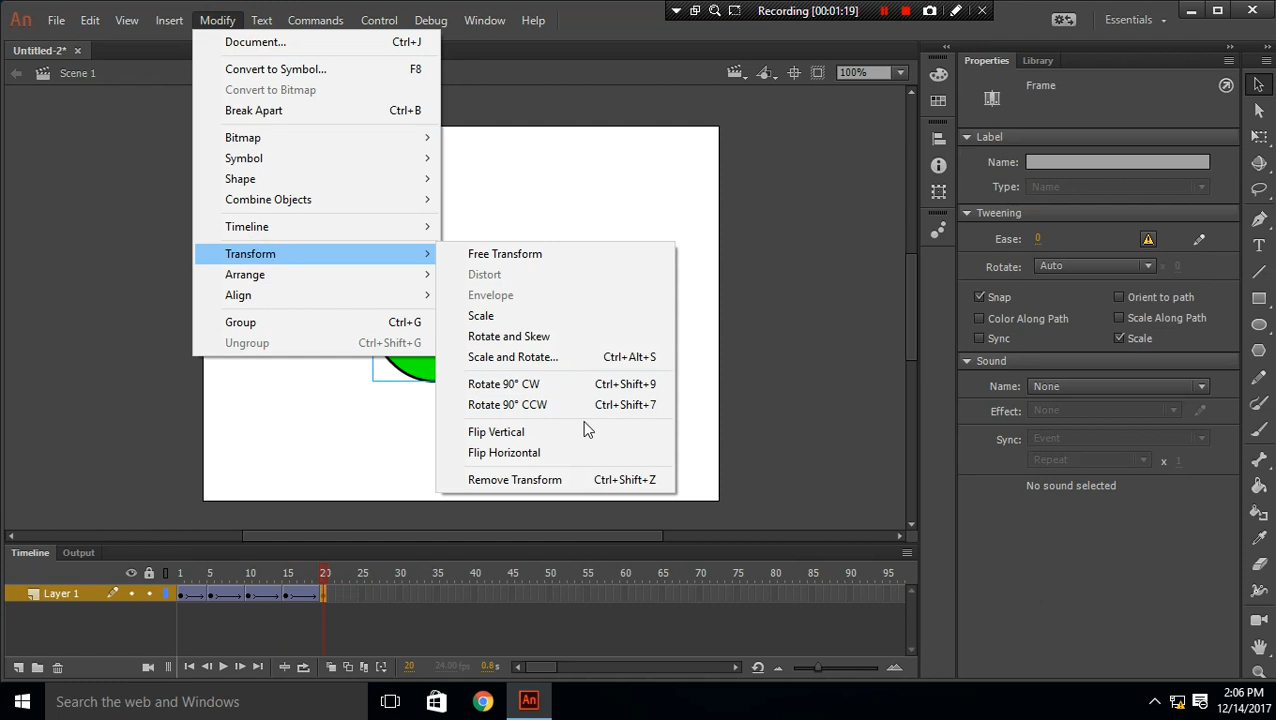 An File Edit View Insert Modify Text Commands Control Debug Window Help
Recording [00:01:19]
Essentials
Untitled-2* ×
Scene 1
100%
Document... Ctrl+J
Convert to Symbol... F8
Convert to Bitmap
Break Apart Ctrl+B
Bitmap
Symbol
Shape
Combine Objects
Timeline
Transform
Arrange
Align
Group Ctrl+G
Ungroup Ctrl+Shift+G
Free Transform
Distort
Envelope
Scale
Rotate and Skew
Scale and Rotate... Ctrl+Alt+S
Rotate 90° CW Ctrl+Shift+9
Rotate 90° CCW Ctrl+Shift+7
Flip Vertical
Flip Horizontal
Remove Transform Ctrl+Shift+Z
Properties Library
Frame
Label
Name:
Type: Name
Tweening
Ease: 0
Rotate: Auto x 0
Snap Orient to path
Color Along Path Scale Along Path
Sync Scale
Sound
Name: None
Effect: None
Sync: Event
Repeat x 1
No sound selected
Timeline Output
1 5 10 15 20 25 30 35 40 45 50 55 60 65 70 75 80 85 90 95
Layer 1
20 24.00 fps 0.8s
Search the web and Windows
An
2:06 PM
12/14/2017